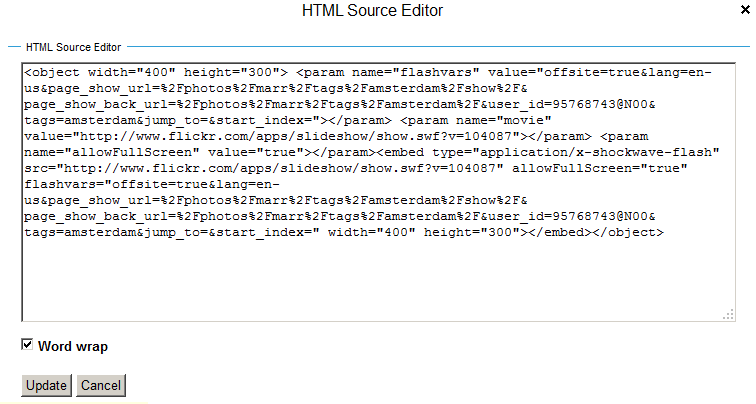 HTML Source Editor
HTML Source Editor
<object width="400" height="300"> <param name="flashvars" value="offsite=true&lang=en-
us&page_show_url=%2Fphotos%2Fmarr%2Ftags%2Famsterdam%2Fshow%2F&
page_show_back_url=%2Fphotos%2Fmarr%2Ftags%2Famsterdam%2F&user_id=95768743@N00&
tags=amsterdam&jump_to=&start_index="></param> <param name="movie"
value="http://www.flickr.com/apps/slideshow/show.swf?v=104087"></param> <param
name="allowFullScreen" value="true"></param><embed type="application/x-shockwave-flash"
src="http://www.flickr.com/apps/slideshow/show.swf?v=104087" allowFullScreen="true"
flashvars="offsite=true&lang=en-
us&page_show_url=%2Fphotos%2Fmarr%2Ftags%2Famsterdam%2Fshow%2F&
page_show_back_url=%2Fphotos%2Fmarr%2Ftags%2Famsterdam%2F&user_id=95768743@N00&
tags=amsterdam&jump_to=&start_index=" width="400" height="300"></embed></object>
Word wrap
Update Cancel